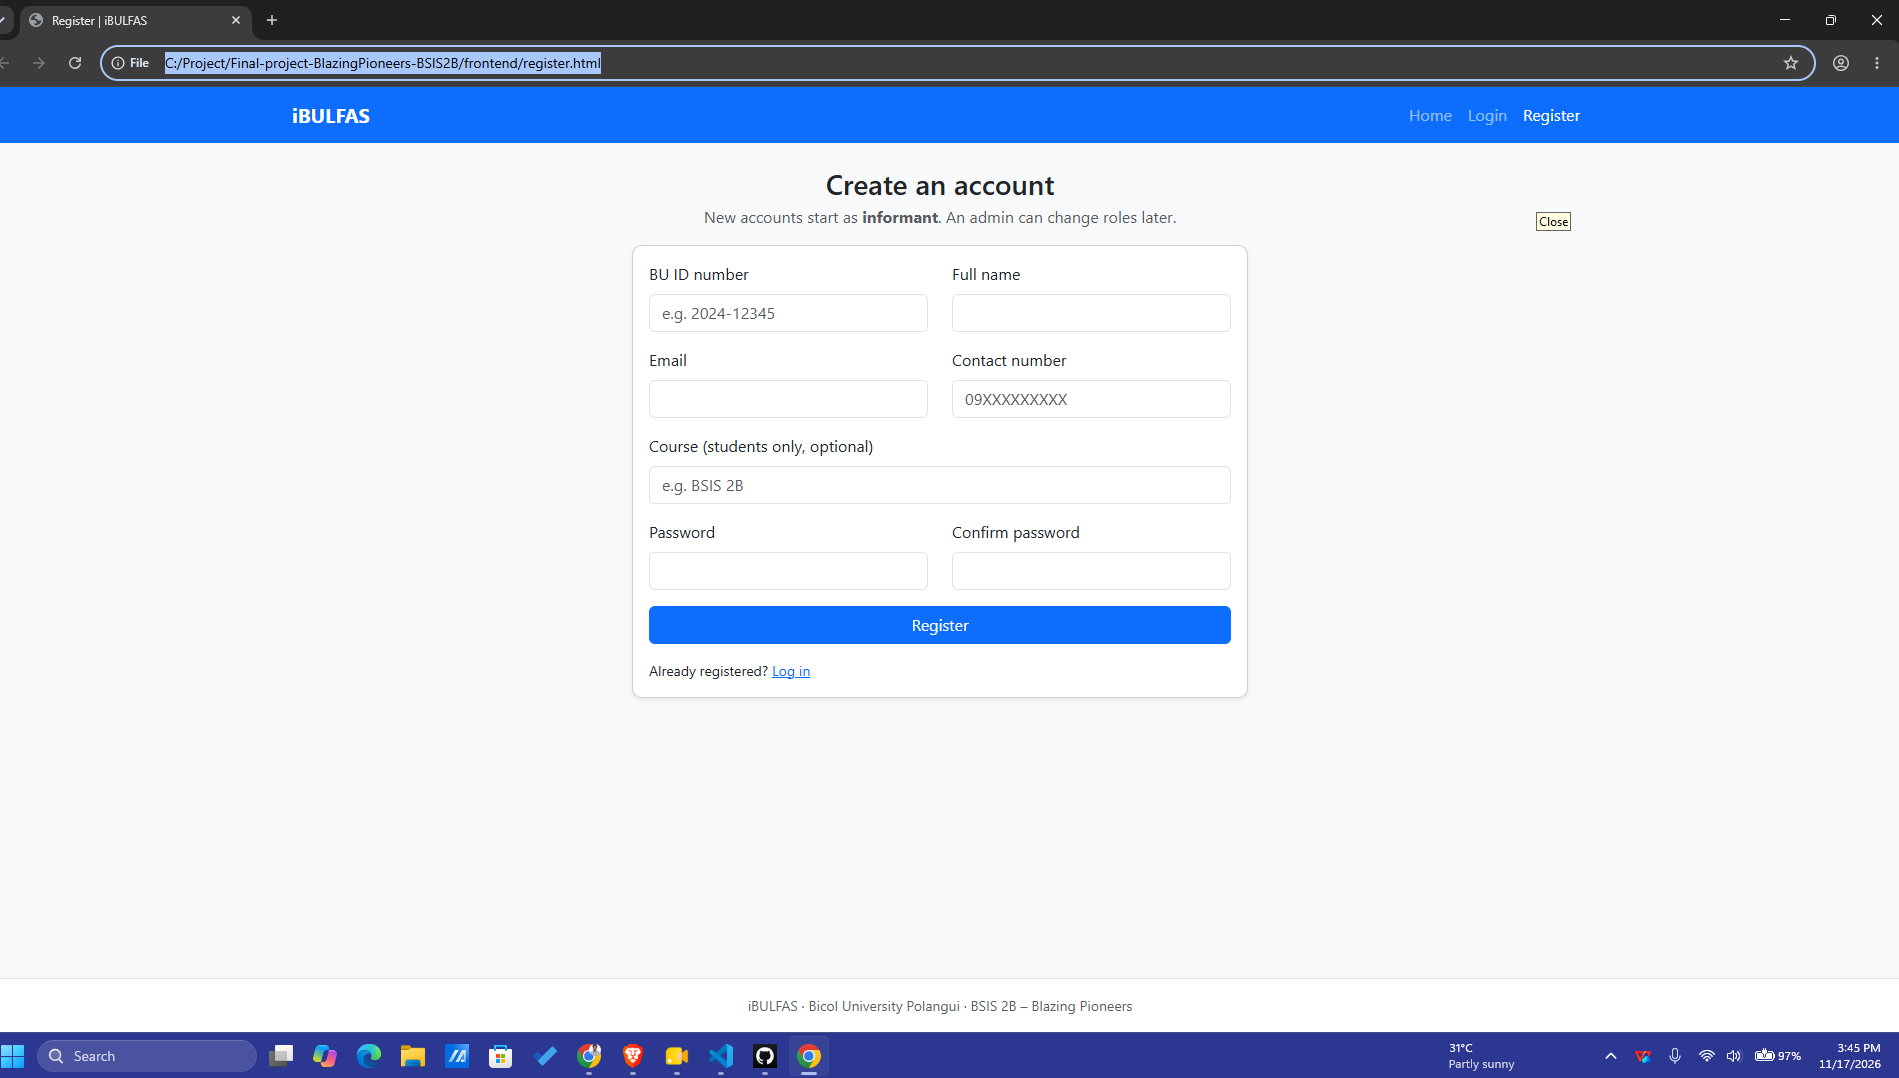 Register | iBULFAS
File C:/Project/Final-project-BlazingPioneers-BSIS2B/frontend/register.html
iBULFAS Home Login Register
Create an account
New accounts start as informant. An admin can change roles later.
Close
BU ID number Full name
e.g. 2024-12345
Email Contact number
09XXXXXXXXX
Course (students only, optional)
e.g. BSIS 2B
Password Confirm password
Register
Already registered? Log in
iBULFAS · Bicol University Polangui · BSIS 2B – Blazing Pioneers
Search 31°C 97% 3:45 PM
Partly sunny 11/17/2026